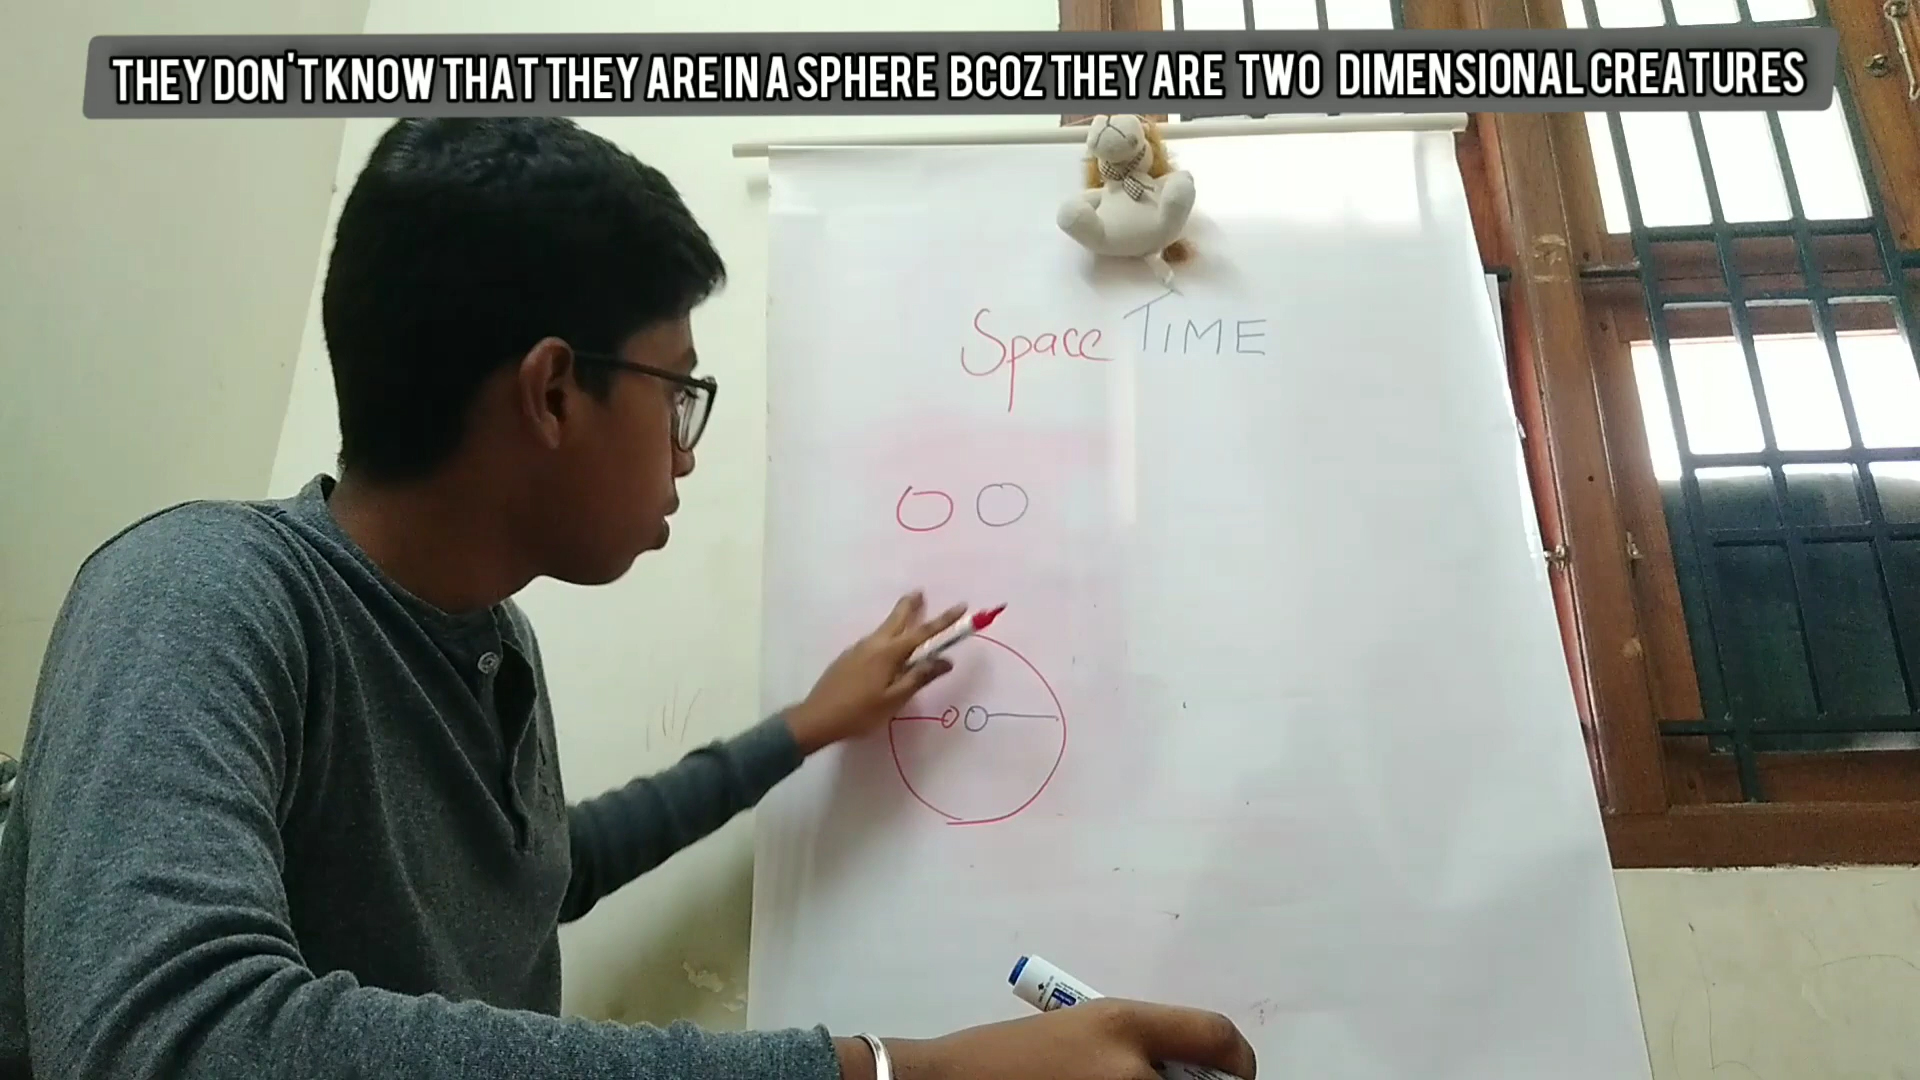 THEY DON'T KNOW THAT THEY ARE IN A SPHERE BCOZ THEY ARE TWO DIMENSIONAL CREATURES
Space TIME